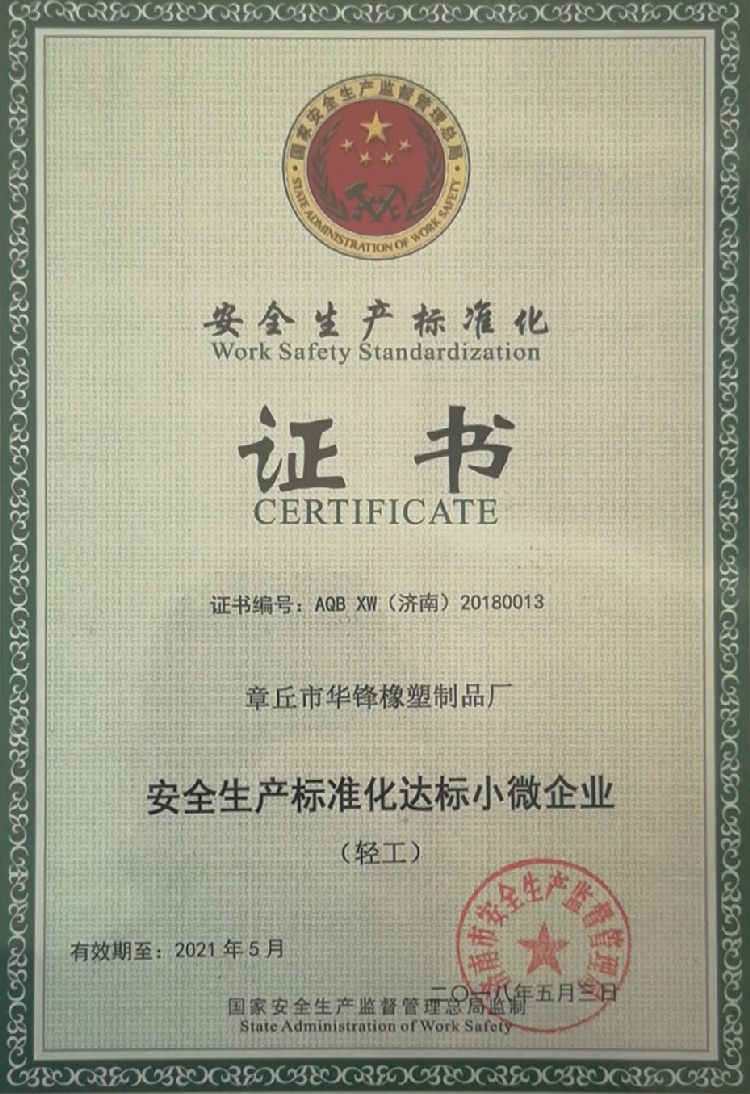 国家安全生产监督管理总局
STATE ADMINISTRATION OF WORK SAFETY
安全生产标准化
Work Safety Standardization
证书
CERTIFICATE
证书编号：AQB XW（济南）20180013
章丘市华锋橡塑制品厂
安全生产标准化达标小微企业
（轻工）
有效期至：2021年5月
南市安全生产监督管理
二〇一八年五月三日
国家安全生产监督管理总局监制
State Administration of Work Safety